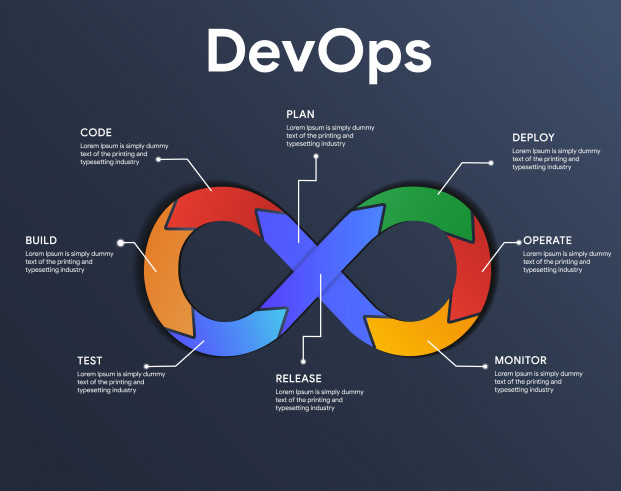 DevOps
PLAN
Lorem Ipsum is simply dummy
text of the printing and
typesetting industry
CODE
Lorem Ipsum is simply dummy
text of the printing and
typesetting industry
DEPLOY
Lorem Ipsum is simply dummy
text of the printing and
typesetting industry
BUILD
Lorem Ipsum is simply dummy
text of the printing and
typesetting industry
OPERATE
Lorem Ipsum is simply dummy
text of the printing and
typesetting industry
TEST
Lorem Ipsum is simply dummy
text of the printing and
typesetting industry
RELEASE
Lorem Ipsum is simply dummy
text of the printing and
typesetting industry
MONITOR
Lorem Ipsum is simply dummy
text of the printing and
typesetting industry